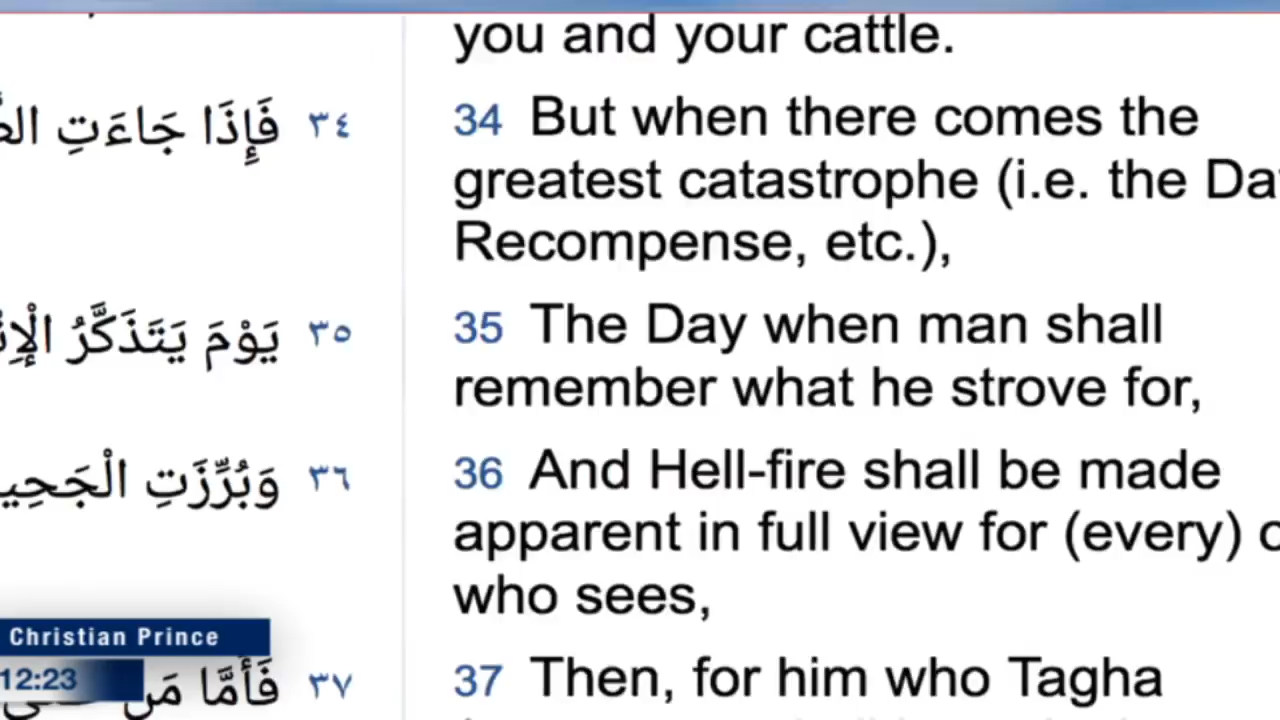 you and your cattle.
فَإِذَا جَاءَتِ ٣٤
34 But when there comes the
greatest catastrophe (i.e. the
Recompense, etc.),
يَوْمَ يَتَذَكَّرُ ٣٥
35 The Day when man shall
remember what he strove for,
وَبُرِّزَتِ ٣٦
36 And Hell-fire shall be made
apparent in full view for (every)
who sees,
فَأَمَّا مَن ٣٧
37 Then, for him who Tagha
Christian Prince
12:23